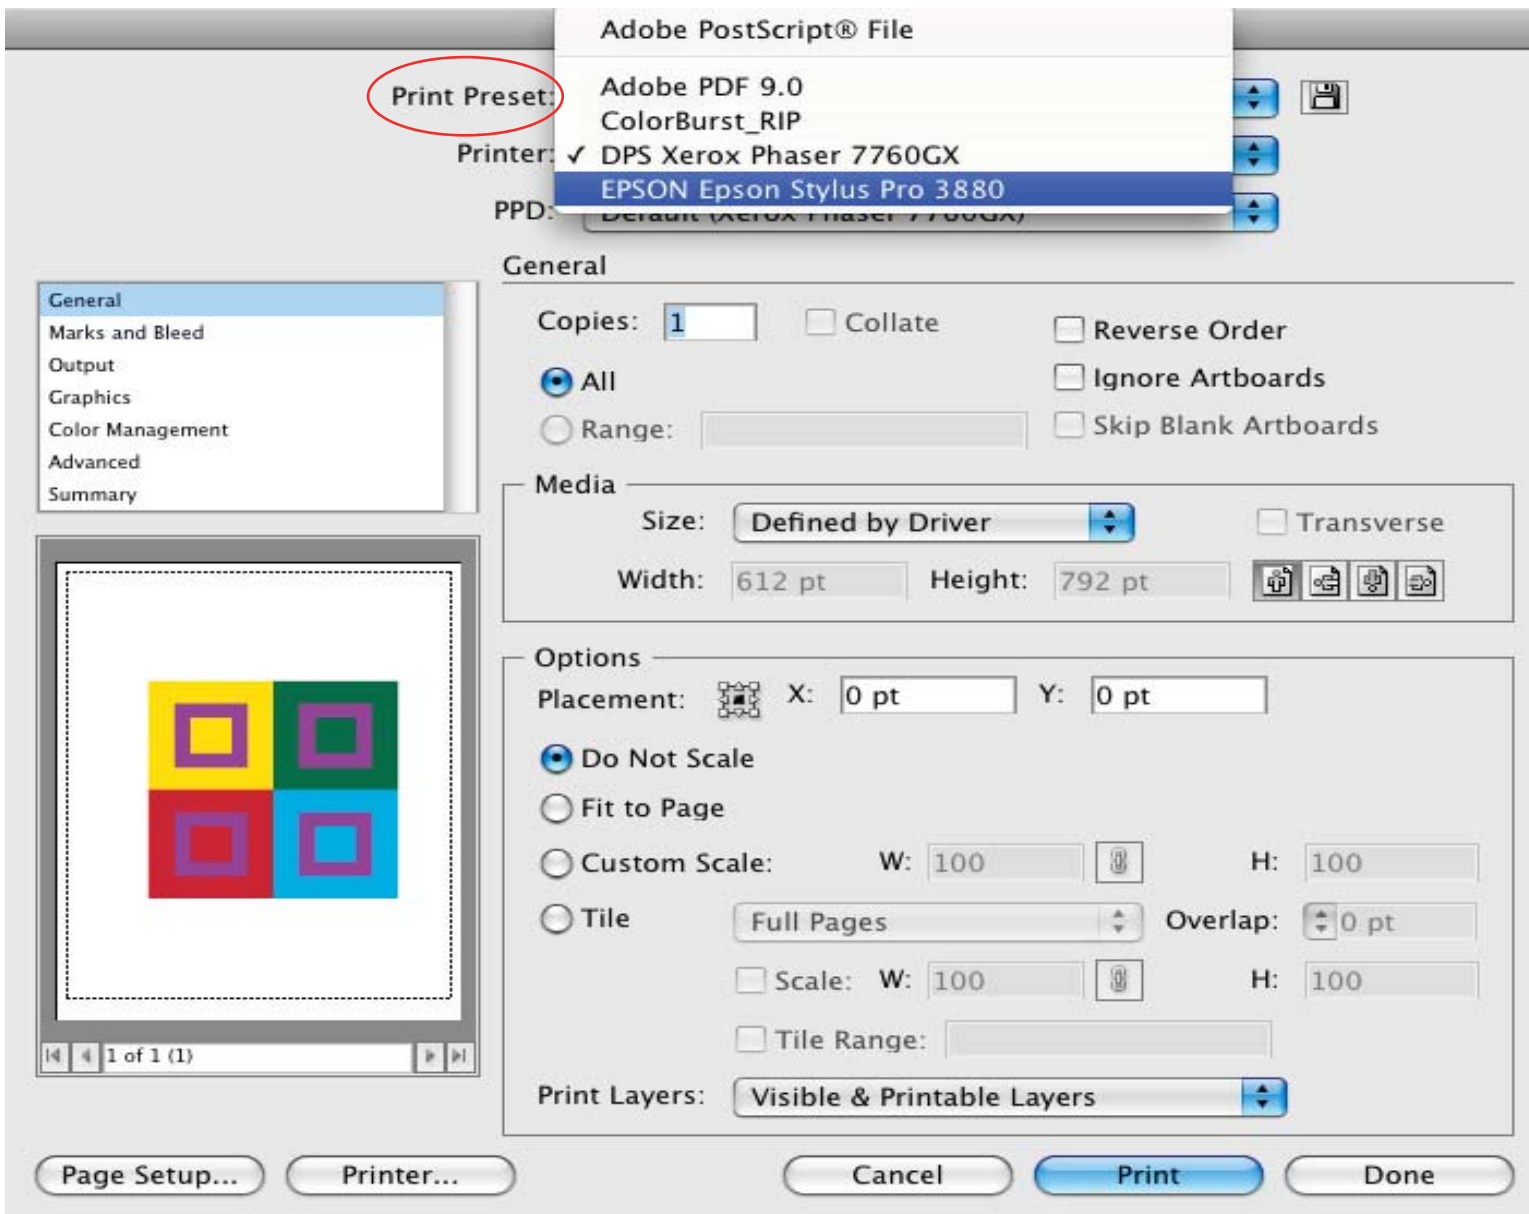 Adobe PostScript® File
Print Preset:
Adobe PDF 9.0
ColorBurst_RIP
Printer: ✓ DPS Xerox Phaser 7760GX
EPSON Epson Stylus Pro 3880
PPD: Default (Xerox Phaser 7760GX)
General
Marks and Bleed
Output
Graphics
Color Management
Advanced
Summary
1 of 1 (1)
General
Copies: 1 Collate Reverse Order
All Ignore Artboards
Range: Skip Blank Artboards
Media
Size: Defined by Driver Transverse
Width: 612 pt Height: 792 pt
Options
Placement: X: 0 pt Y: 0 pt
Do Not Scale
Fit to Page
Custom Scale: W: 100 H: 100
Tile Full Pages Overlap: 0 pt
Scale: W: 100 H: 100
Tile Range:
Print Layers: Visible & Printable Layers
Page Setup... Printer... Cancel Print Done